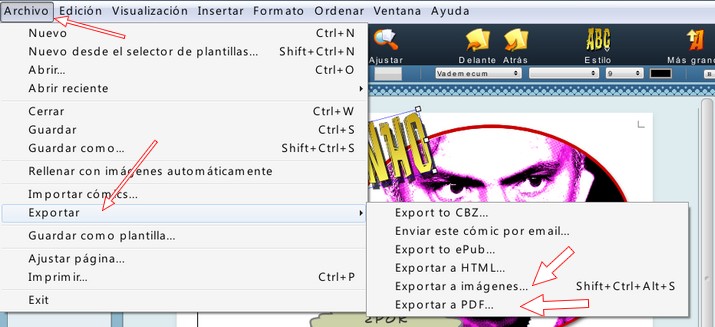 Archivo Edición Visualización Insertar Formato Ordenar Ventana Ayuda
Nuevo Ctrl+N
Nuevo desde el selector de plantillas... Shift+Ctrl+N
Abrir... Ctrl+O
Abrir reciente
Cerrar Ctrl+W
Guardar Ctrl+S
Guardar como... Shift+Ctrl+S
Rellenar con imágenes automáticamente
Importar cómics...
Exportar
Guardar como plantilla...
Ajustar página...
Imprimir... Ctrl+P
Exit
Export to CBZ...
Enviar este cómic por email...
Export to ePub...
Exportar a HTML...
Exportar a imágenes... Shift+Ctrl+Alt+S
Exportar a PDF...
ABC
Ajustar Delante Atrás Estilo Más grand
Vademecum 9 B
NHO
¿POR